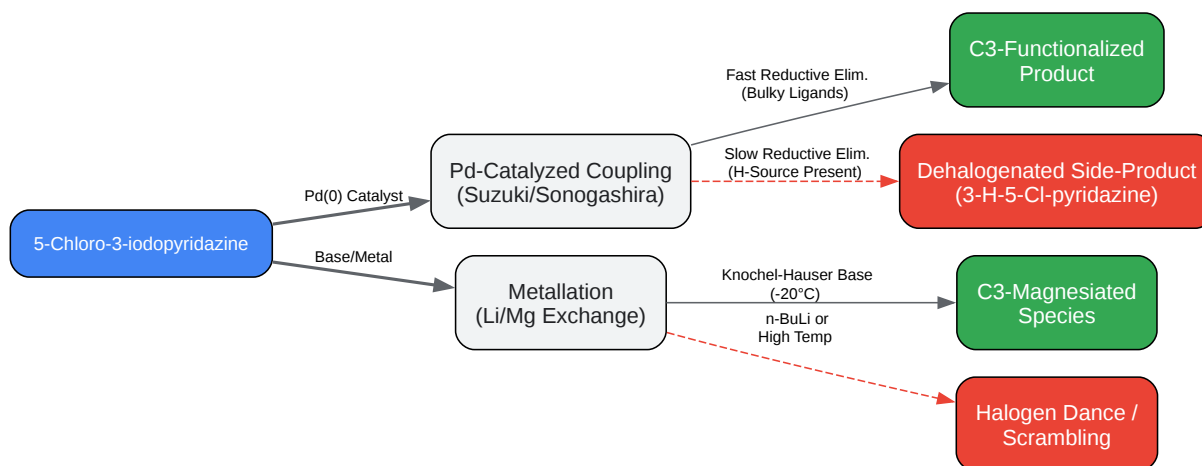 5-Chloro-3-iodopyridazine
Pd(0) Catalyst
Base/Metal
Pd-Catalyzed Coupling
(Suzuki/Sonogashira)
Metallation
(Li/Mg Exchange)
Fast Reductive Elim.
(Bulky Ligands)
Slow Reductive Elim.
(H-Source Present)
Knochel-Hauser Base
(-20°C)
n-BuLi or
High Temp
C3-Functionalized
Product
Dehalogenated Side-Product
(3-H-5-Cl-pyridazine)
C3-Magnesiated
Species
Halogen Dance /
Scrambling